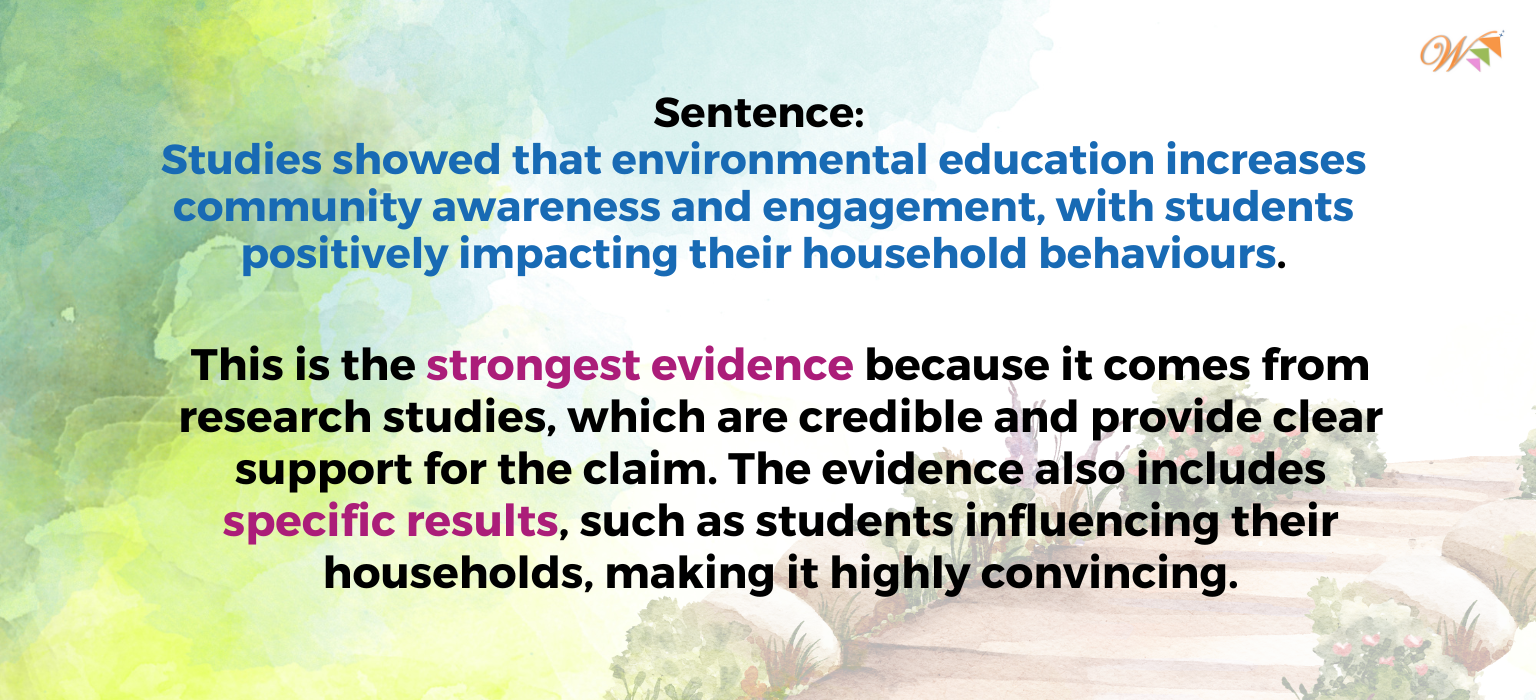 W
Sentence:
Studies showed that environmental education increases
community awareness and engagement, with students
positively impacting their household behaviours.
This is the strongest evidence because it comes from
research studies, which are credible and provide clear
support for the claim. The evidence also includes
specific results, such as students influencing their
households, making it highly convincing.